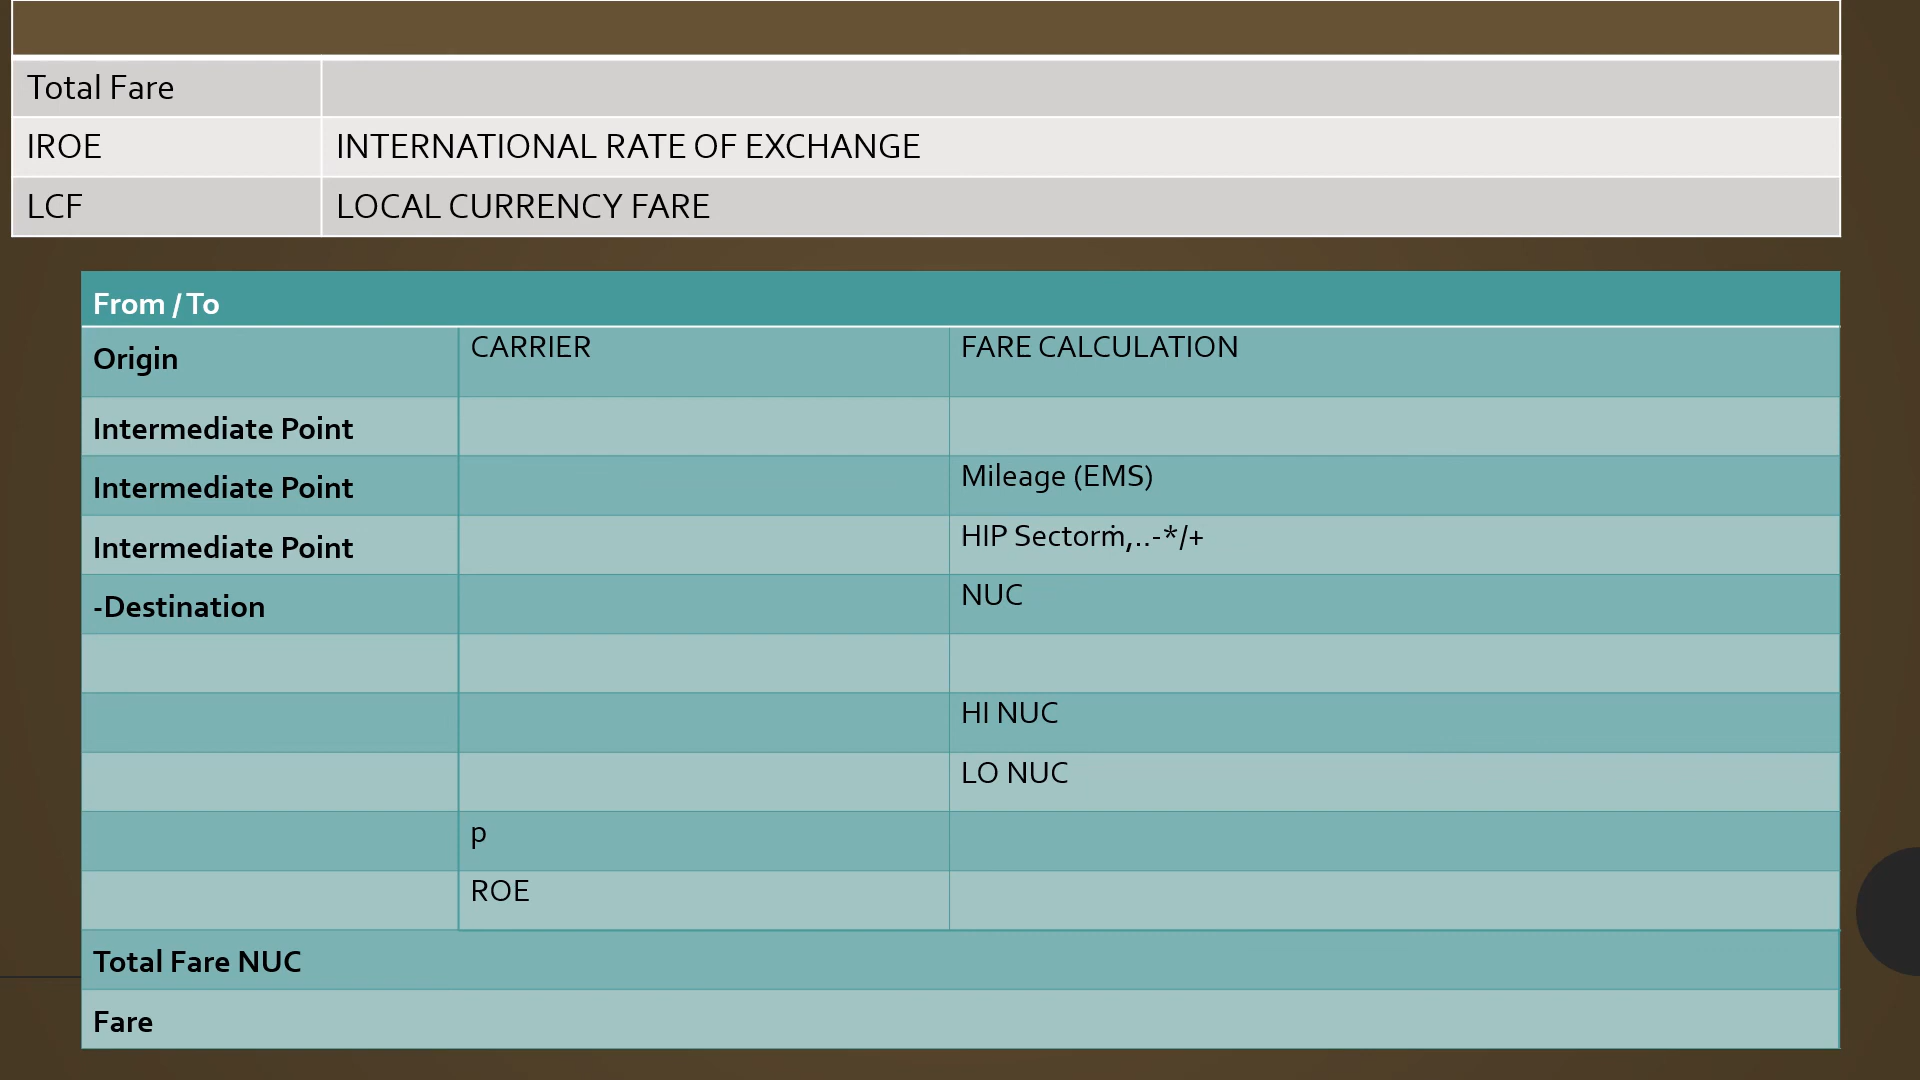 Total Fare
IROE INTERNATIONAL RATE OF EXCHANGE
LCF LOCAL CURRENCY FARE
From / To
Origin CARRIER FARE CALCULATION
Intermediate Point
Intermediate Point Mileage (EMS)
Intermediate Point HIP Sectorṁ,..-*/+
-Destination NUC
HI NUC
LO NUC
p
ROE
Total Fare NUC
Fare